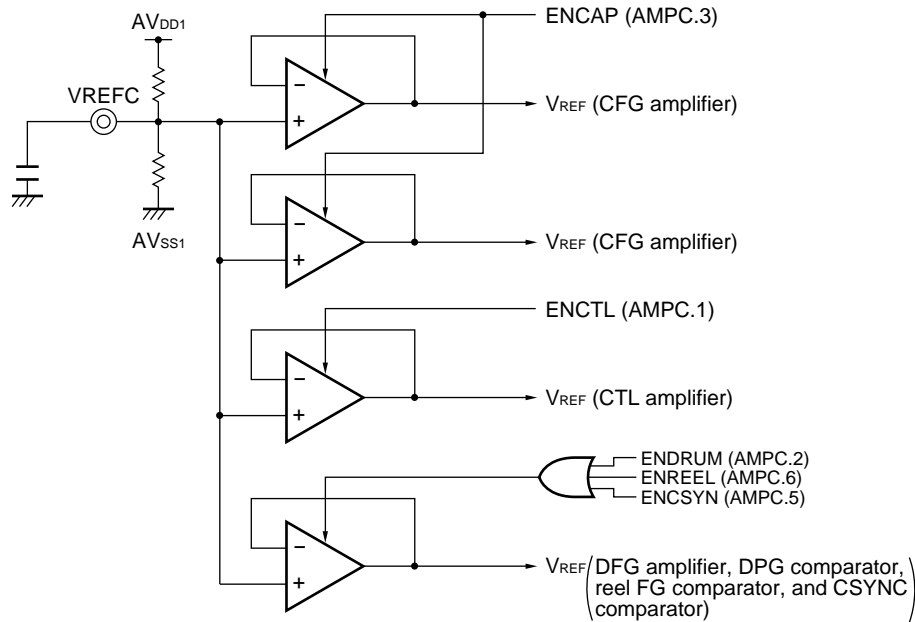 AVDD1
VREFC
AVSS1
ENCAP (AMPC.3)
−
+
VREF (CFG amplifier)
−
+
VREF (CFG amplifier)
ENCTL (AMPC.1)
−
+
VREF (CTL amplifier)
ENDRUM (AMPC.2)
ENREEL (AMPC.6)
ENCSYN (AMPC.5)
−
+
VREF (DFG amplifier, DPG comparator,
reel FG comparator, and CSYNC
comparator)